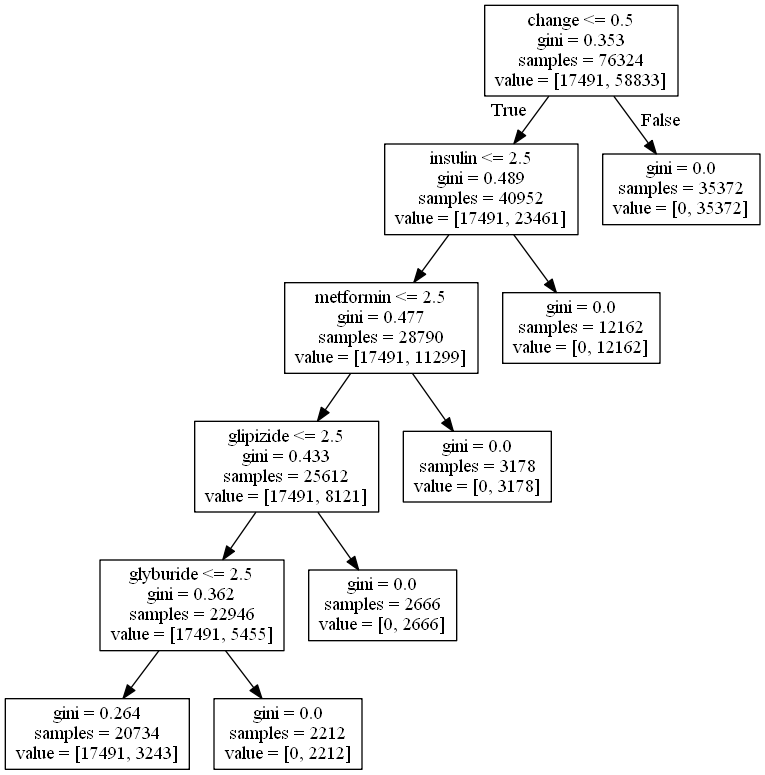 change <= 0.5
gini = 0.353
samples = 76324
value = [17491, 58833]
True
False
insulin <= 2.5
gini = 0.489
samples = 40952
value = [17491, 23461]
gini = 0.0
samples = 35372
value = [0, 35372]
metformin <= 2.5
gini = 0.477
samples = 28790
value = [17491, 11299]
gini = 0.0
samples = 12162
value = [0, 12162]
glipizide <= 2.5
gini = 0.433
samples = 25612
value = [17491, 8121]
gini = 0.0
samples = 3178
value = [0, 3178]
glyburide <= 2.5
gini = 0.362
samples = 22946
value = [17491, 5455]
gini = 0.0
samples = 2666
value = [0, 2666]
gini = 0.264
samples = 20734
value = [17491, 3243]
gini = 0.0
samples = 2212
value = [0, 2212]